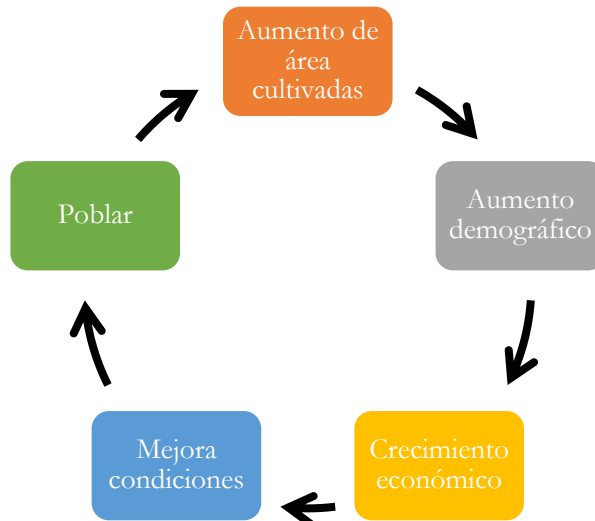 Aumento de
área
cultivadas
Aumento
demográfico
Crecimiento
económico
Mejora
condiciones
Poblar